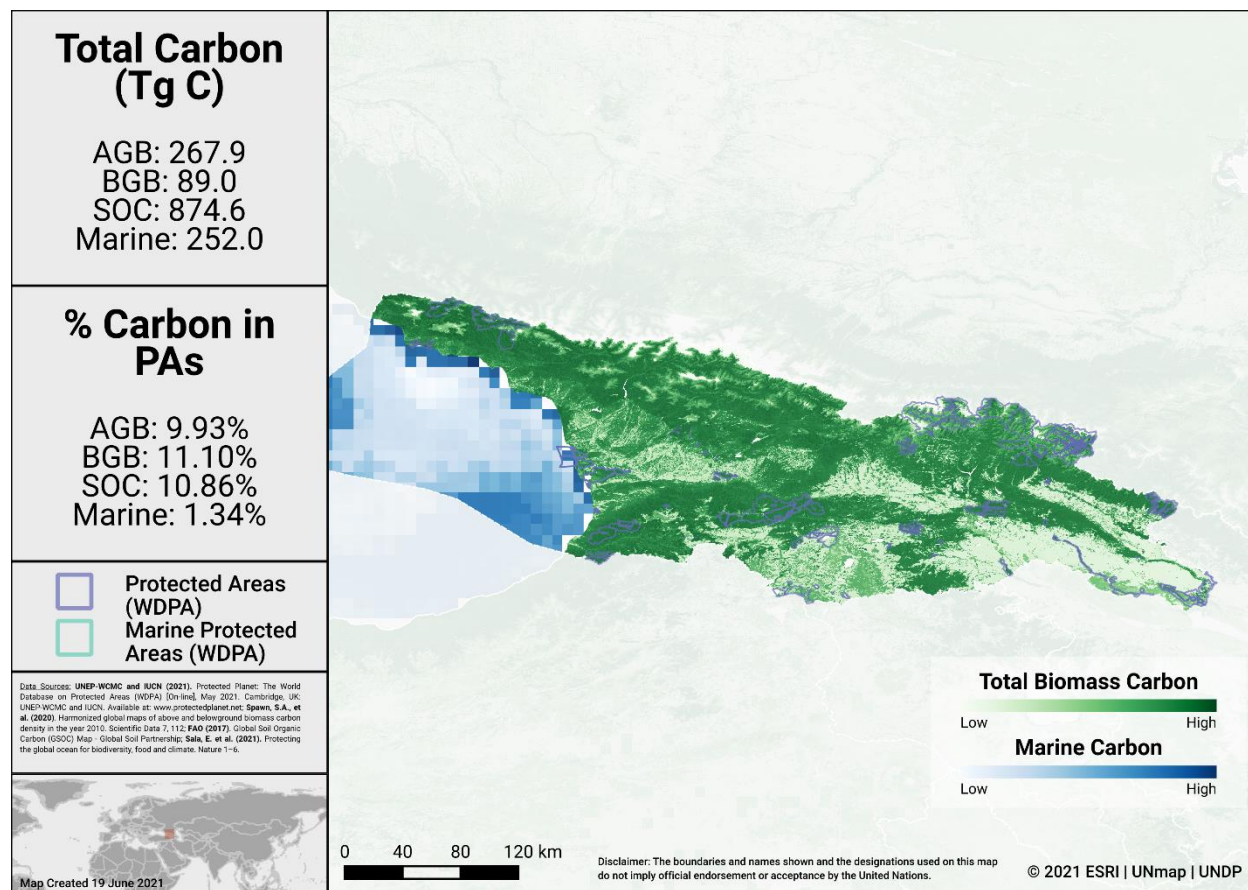 Total Carbon
(Tg C)
AGB: 267.9
BGB: 89.0
SOC: 874.6
Marine: 252.0
% Carbon in
PAs
AGB: 9.93%
BGB: 11.10%
SOC: 10.86%
Marine: 1.34%
Protected Areas
(WDPA)
Marine Protected
Areas (WDPA)
Data Sources: UNEP-WCMC and IUCN (2021). Protected Planet: The World
Database on Protected Areas (WDPA) [On-line], May 2021. Cambridge, UK:
UNEP-WCMC and IUCN. Available at: www.protectedplanet.net; Spawn, S.A., et
al. (2020). Harmonized global maps of above and belowground biomass carbon
density in the year 2010. Scientific Data 7, 112; FAO (2017). Global Soil Organic
Carbon (GSOC) Map - Global Soil Partnership; Sala, E. et al. (2021). Protecting
the global ocean for biodiversity, food and climate. Nature 1–6.
Map Created 19 June 2021
Total Biomass Carbon
Low High
Marine Carbon
Low High
0 40 80 120 km
Disclaimer: The boundaries and names shown and the designations used on this map
do not imply official endorsement or acceptance by the United Nations.
© 2021 ESRI | UNmap | UNDP